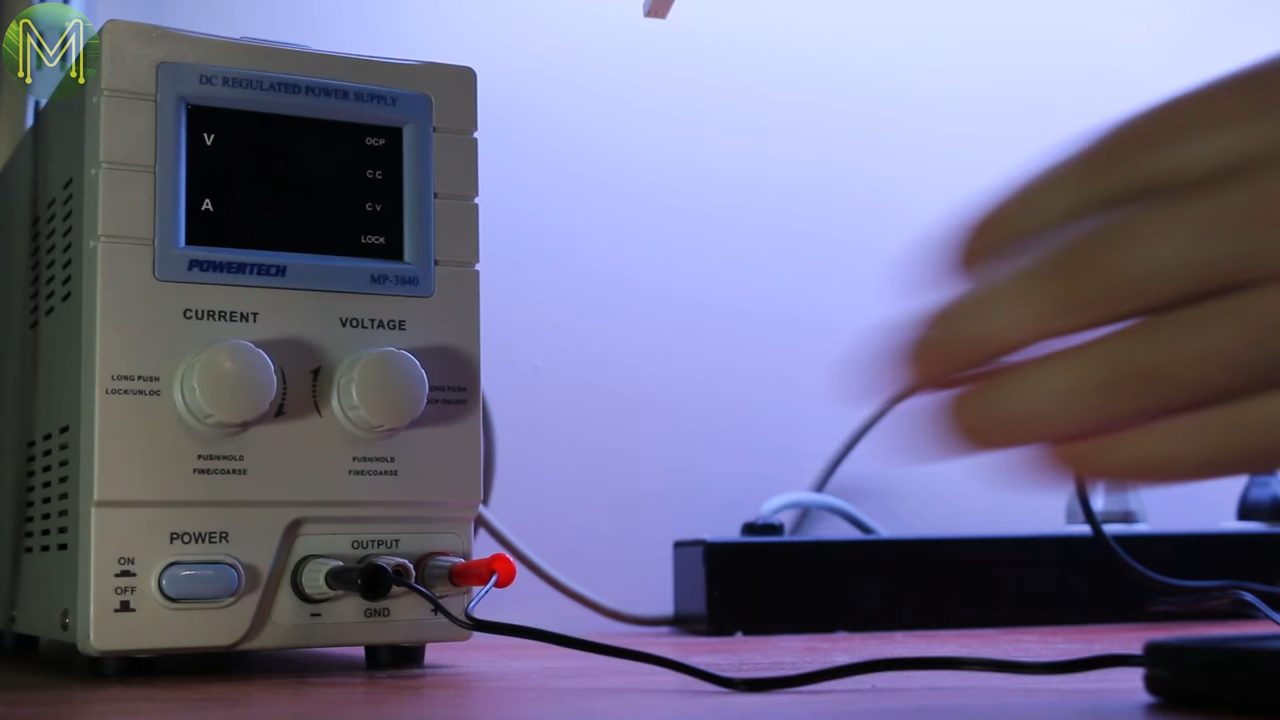 M
DC REGULATED POWER SUPPLY
V
OCP
C.C
A
C.V
LOCK
POWERTECH
MP-3840
CURRENT
VOLTAGE
LONG PUSH
LOCK/UNLOC
PUSH/HOLD
FINE/COARSE
PUSH/HOLD
FINE/COARSE
POWER
ON
OFF
OUTPUT
−
GND
+